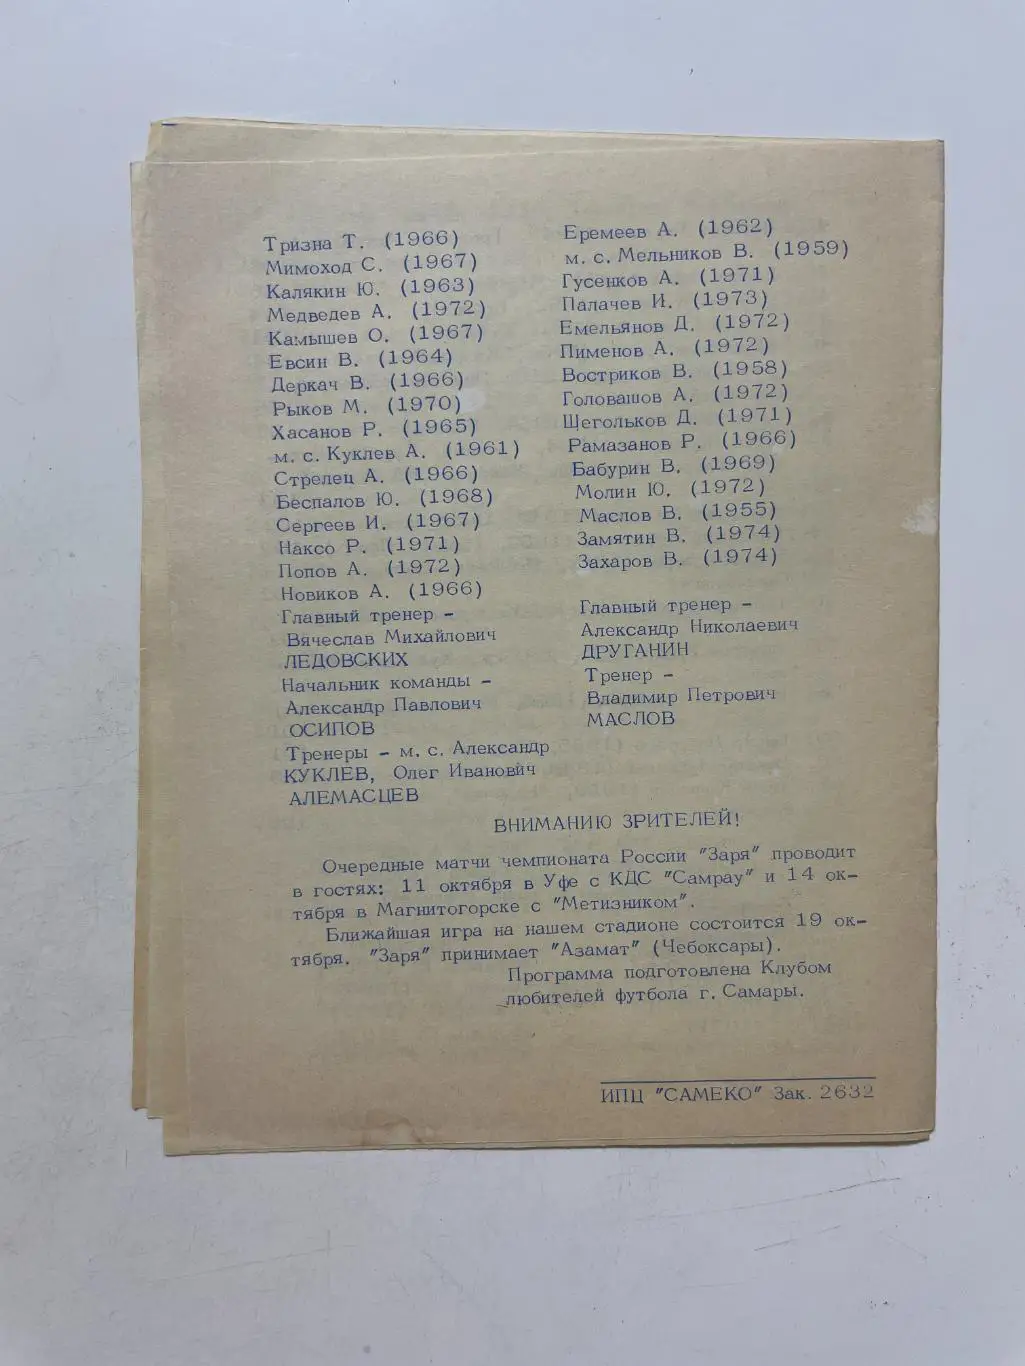 Тризна Т. (1966)
Мимоход С. (1967)
Калякин Ю. (1963)
Медведев А. (1972)
Камышев О. (1967)
Евсин В. (1964)
Деркач В. (1966)
Рыков М. (1970)
Хасанов Р. (1965)
м. с. Куклев А. (1961)
Стрелец А. (1966)
Беспалов Ю. (1968)
Сергеев И. (1967)
Наксо Р. (1971)
Попов А. (1972)
Новиков А. (1966)
Главный тренер –
Вячеслав Михайлович
ЛЕДОВСКИХ
Начальник команды –
Александр Павлович
ОСИПОВ
Тренеры – м. с. Александр
КУКЛЕВ, Олег Иванович
АЛЕМАСЦЕВ
Еремеев А. (1962)
м. с. Мельников В. (1959)
Гусенков А. (1971)
Палачев И. (1973)
Емельянов Д. (1972)
Пименов А. (1972)
Востриков В. (1958)
Головашов А. (1972)
Щегольков Д. (1971)
Рамазанов Р. (1966)
Бабурин В. (1969)
Молин Ю. (1972)
Маслов В. (1955)
Замятин В. (1974)
Захаров В. (1974)
Главный тренер –
Александр Николаевич
ДРУГАНИН
Тренер –
Владимир Петрович
МАСЛОВ
ВНИМАНИЮ ЗРИТЕЛЕЙ!
Очередные матчи чемпионата России "Заря" проводит
в гостях: 11 октября в Уфе с КДС "Самрау" и 14 ок-
тября в Магнитогорске с "Метизником".
Ближайшая игра на нашем стадионе состоится 19 ок-
тября. "Заря" принимает "Азамат" (Чебоксары).
Программа подготовлена Клубом
любителей футбола г. Самары.
ИПЦ "САМЕКО" Зак. 2632